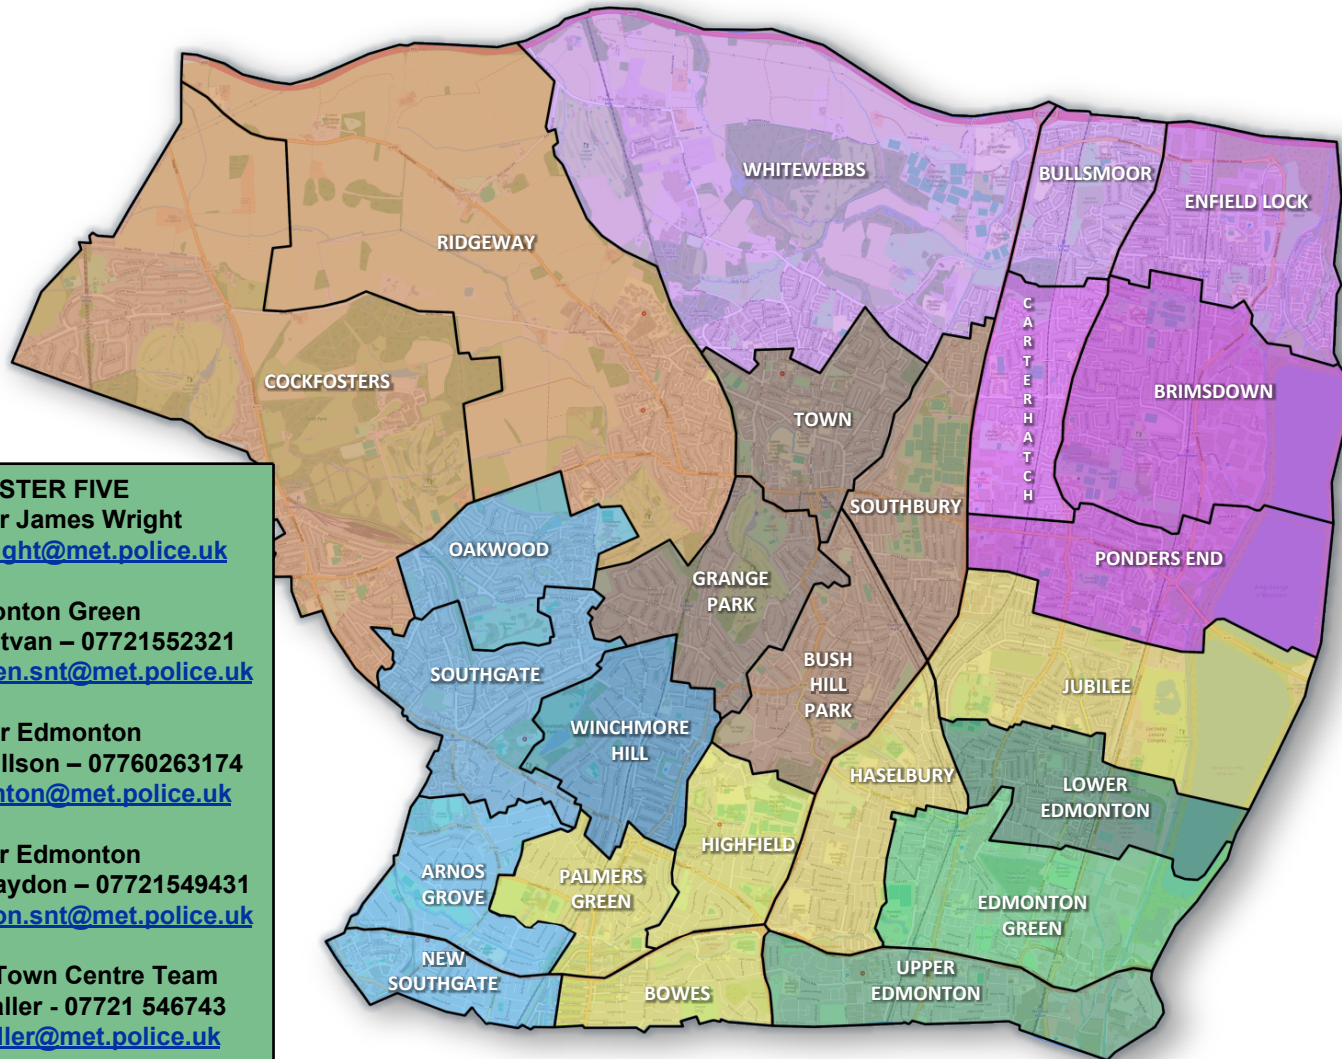 WHITEWEBBS
BULLSMOOR
ENFIELD LOCK
RIDGEWAY
CARTERHATCH
COCKFOSTERS
BRIMSDOWN
TOWN
SOUTHBURY
OAKWOOD
PONDERS END
GRANGE
PARK
SOUTHGATE
BUSH
HILL
PARK
JUBILEE
WINCHMORE
HILL
HASELBURY
LOWER
EDMONTON
HIGHFIELD
ARNOS
GROVE
PALMERS
GREEN
EDMONTON
GREEN
NEW
SOUTHGATE
BOWES
UPPER
EDMONTON
STER FIVE
r James Wright
ght@met.police.uk
onton Green
tvan – 07721552321
en.snt@met.police.uk
r Edmonton
llson – 07760263174
nton@met.police.uk
r Edmonton
aydon – 07721549431
on.snt@met.police.uk
Town Centre Team
aller - 07721 546743
ller@met.police.uk